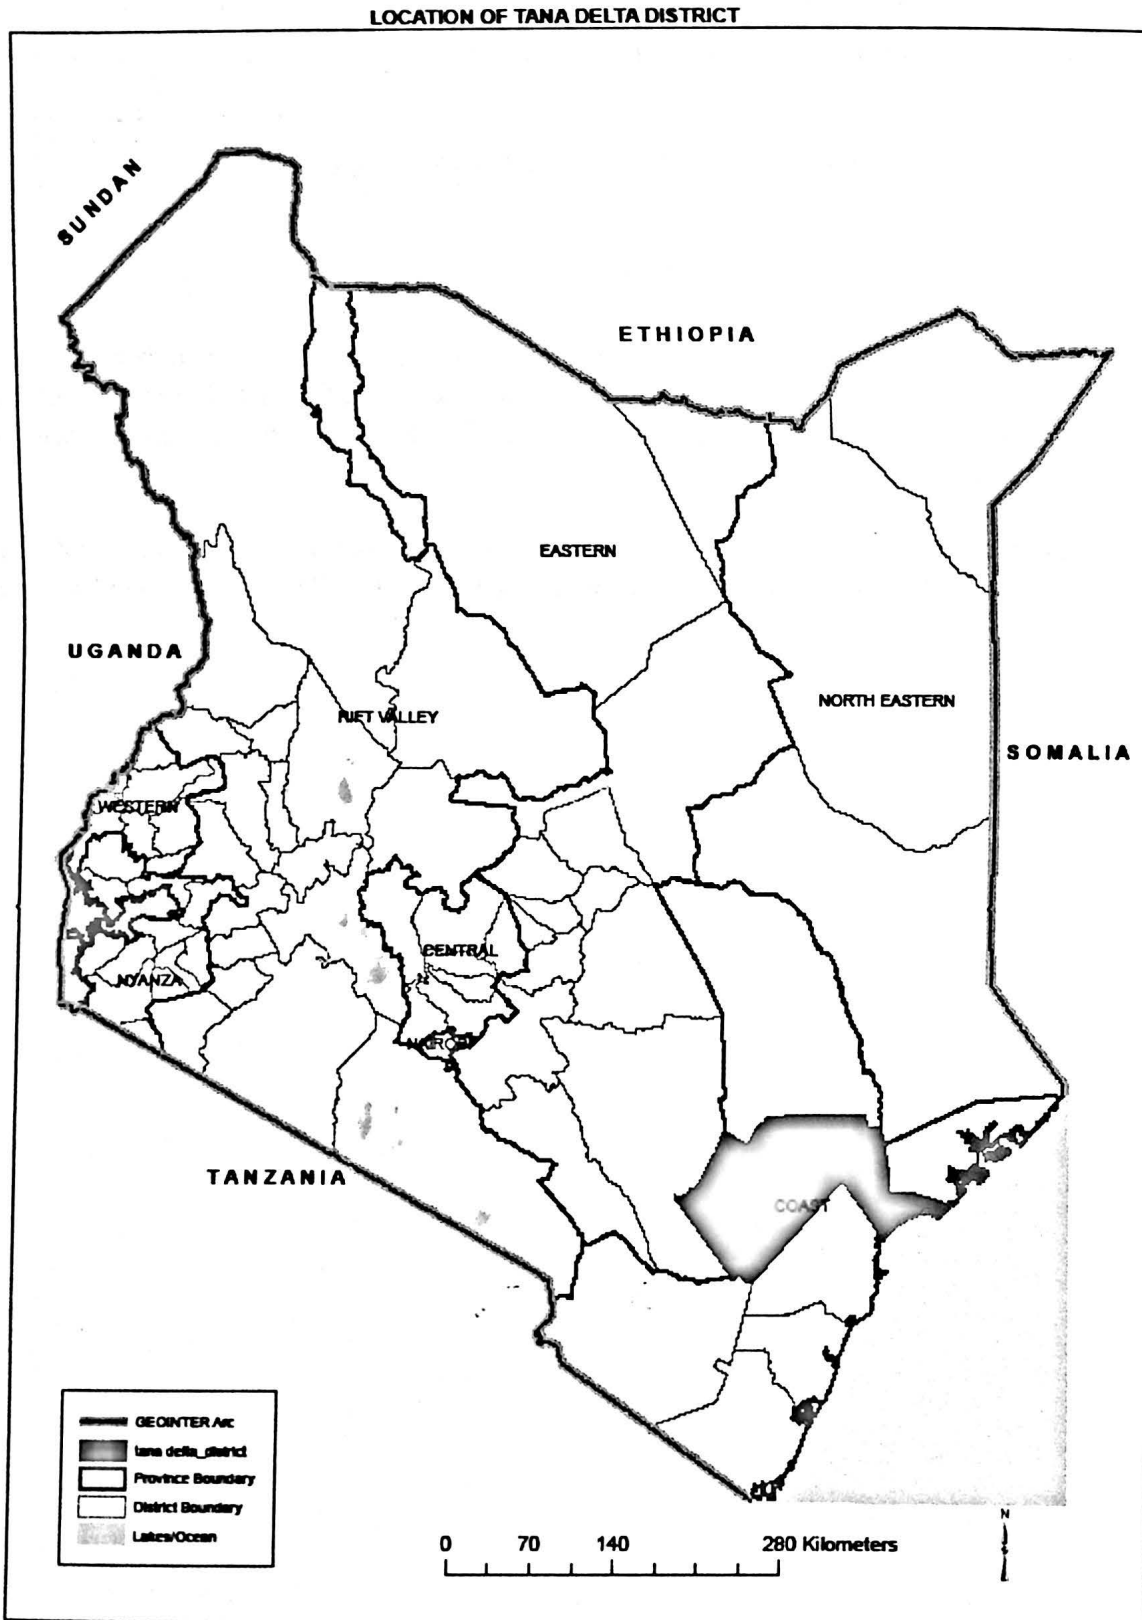 LOCATION OF TANA DELTA DISTRICT
SUNDAN
ETHIOPIA
EASTERN
UGANDA
NORTH EASTERN
RIFT VALLEY
SOMALIA
WESTERN
CENTRAL
NYANZA
NAIROBI
TANZANIA
COAST
GEOINTER Arc
tana delta_district
Province Boundary
District Boundary
Lakes/Ocean
0 70 140 280 Kilometers
N